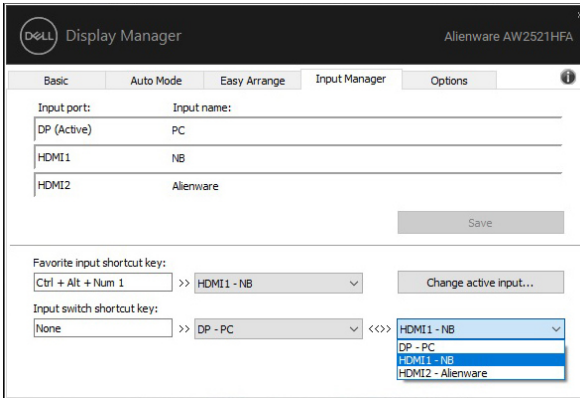 DELL Display Manager Alienware AW2521HFA
Basic Auto Mode Easy Arrange Input Manager Options
Input port: Input name:
DP (Active) PC
HDMI1 NB
HDMI2 Alienware
Save
Favorite input shortcut key:
Ctrl + Alt + Num 1 >> HDMI1 - NB Change active input...
Input switch shortcut key:
None >> DP - PC <<>> HDMI1 - NB
DP - PC
HDMI1 - NB
HDMI2 - Alienware